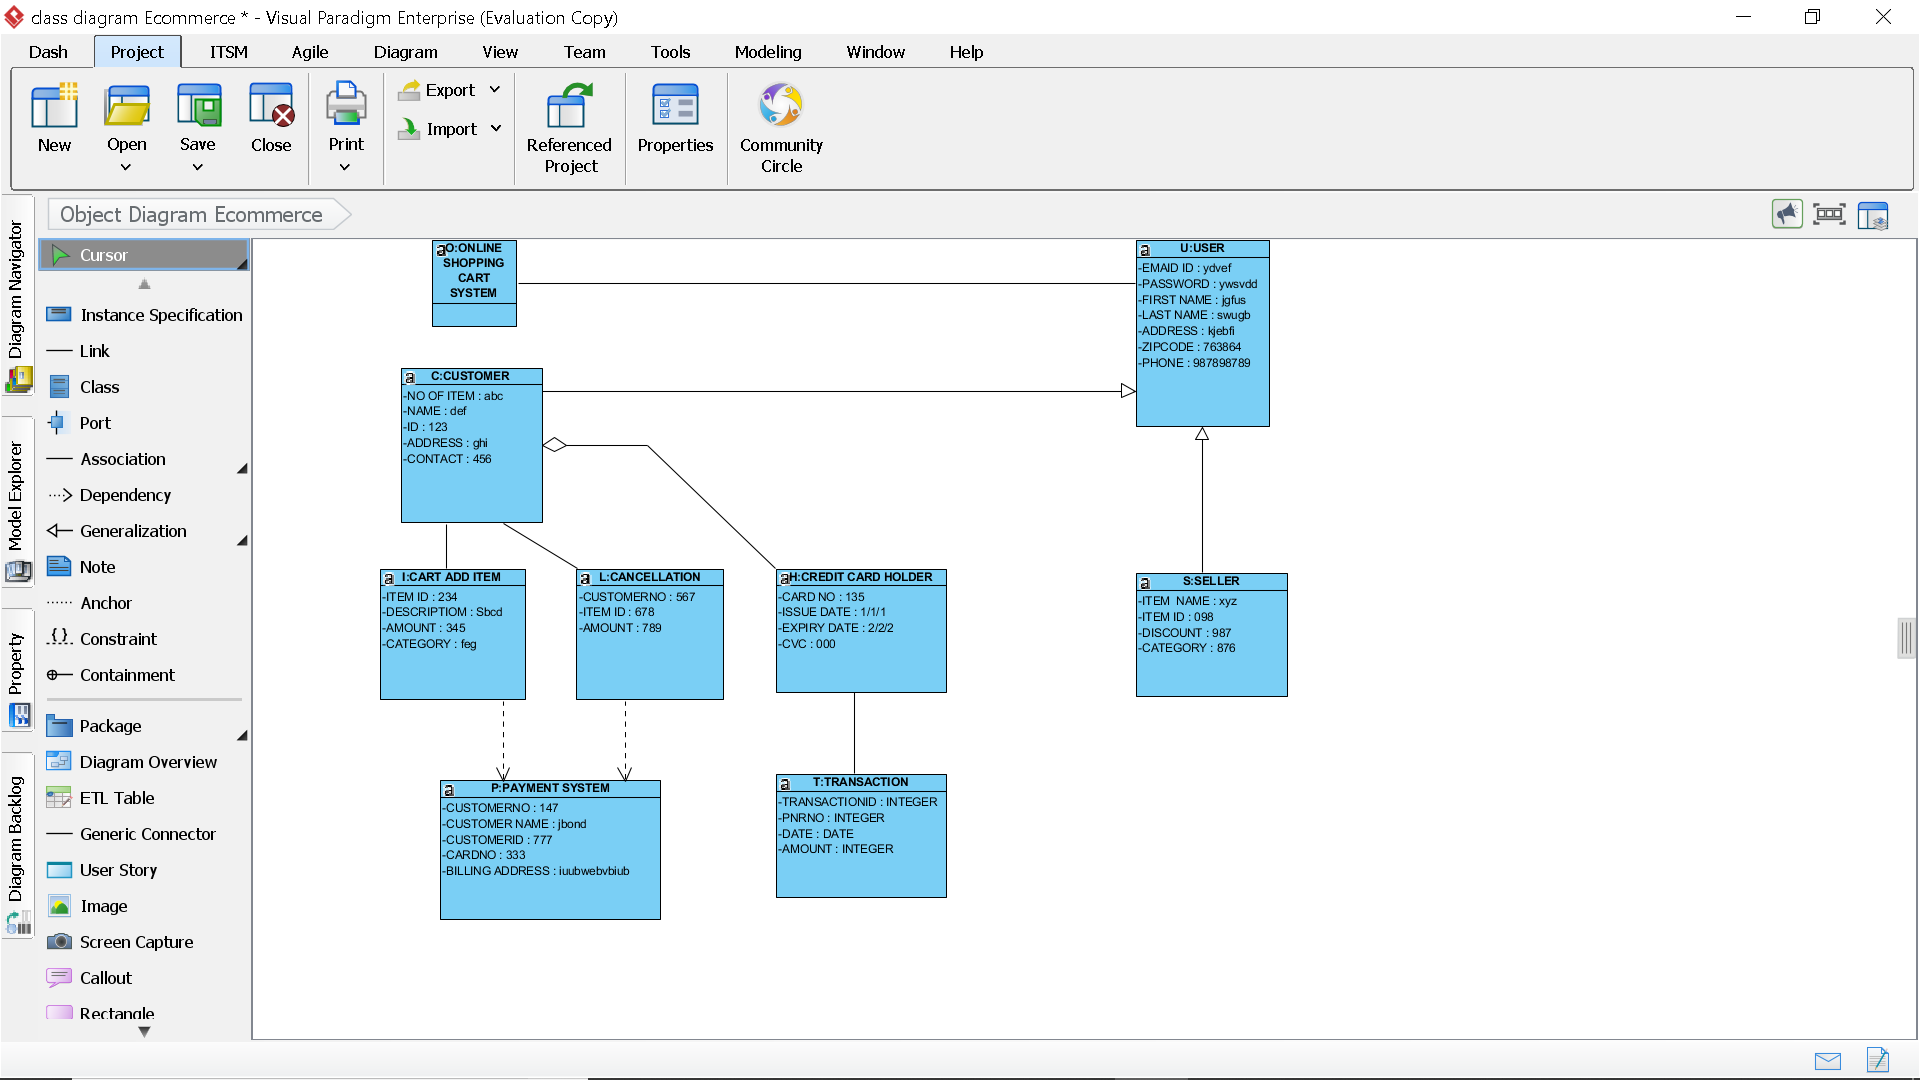 class diagram Ecommerce * - Visual Paradigm Enterprise (Evaluation Copy)
Dash Project ITSM Agile Diagram View Team Tools Modeling Window Help
New
Open
Save
Close
Print
Export
Import
Referenced
Project
Properties
Community
Circle
Object Diagram Ecommerce
Diagram Navigator
Model Explorer
Property
Diagram Backlog
Cursor
Instance Specification
Link
Class
Port
Association
Dependency
Generalization
Note
Anchor
Constraint
Containment
Package
Diagram Overview
ETL Table
Generic Connector
User Story
Image
Screen Capture
Callout
Rectangle
a O:ONLINE
SHOPPING
CART
SYSTEM
a U:USER
-EMAID ID : ydvef
-PASSWORD : ywsvdd
-FIRST NAME : jgfus
-LAST NAME : swugb
-ADDRESS : kjebfi
-ZIPCODE : 763864
-PHONE : 987898789
a C:CUSTOMER
-NO OF ITEM : abc
-NAME : def
-ID : 123
-ADDRESS : ghi
-CONTACT : 456
a I:CART ADD ITEM
-ITEM ID : 234
-DESCRIPTIOM : Sbcd
-AMOUNT : 345
-CATEGORY : feg
a L:CANCELLATION
-CUSTOMERNO : 567
-ITEM ID : 678
-AMOUNT : 789
a H:CREDIT CARD HOLDER
-CARD NO : 135
-ISSUE DATE : 1/1/1
-EXPIRY DATE : 2/2/2
-CVC : 000
a S:SELLER
-ITEM NAME : xyz
-ITEM ID : 098
-DISCOUNT : 987
-CATEGORY : 876
a P:PAYMENT SYSTEM
-CUSTOMERNO : 147
-CUSTOMER NAME : jbond
-CUSTOMERID : 777
-CARDNO : 333
-BILLING ADDRESS : iuubwebvbiub
a T:TRANSACTION
-TRANSACTIONID : INTEGER
-PNRNO : INTEGER
-DATE : DATE
-AMOUNT : INTEGER